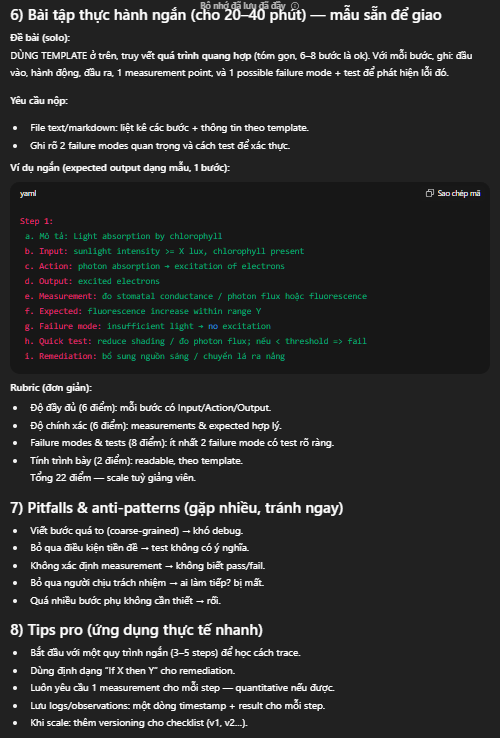 Bộ nhớ đã lưu đã đầy
6) Bài tập thực hành ngắn (cho 20–40 phút) — mẫu sẵn để giao
Đề bài (solo):
DÙNG TEMPLATE ở trên, truy vết quá trình quang hợp (tóm gọn, 6–8 bước là ok). Với mỗi bước, ghi: đầu
vào, hành động, đầu ra, 1 measurement point, và 1 possible failure mode + test để phát hiện lỗi đó.
Yêu cầu nộp:
• File text/markdown: liệt kê các bước + thông tin theo template.
• Ghi rõ 2 failure modes quan trọng và cách test để xác thực.
Ví dụ ngắn (expected output dạng mẫu, 1 bước):
yaml
Sao chép mã
Step 1:
a. Mô tả: Light absorption by chlorophyll
b. Input: sunlight intensity >= X lux, chlorophyll present
c. Action: photon absorption → excitation of electrons
d. Output: excited electrons
e. Measurement: đo stomatal conductance / photon flux hoặc fluorescence
f. Expected: fluorescence increase within range Y
g. Failure mode: insufficient light → no excitation
h. Quick test: reduce shading / đo photon flux; nếu < threshold => fail
i. Remediation: bổ sung nguồn sáng / chuyển lá ra nắng
Rubric (đơn giản):
• Độ đầy đủ (6 điểm): mỗi bước có Input/Action/Output.
• Độ chính xác (6 điểm): measurements & expected hợp lý.
• Failure modes & tests (8 điểm): ít nhất 2 failure mode có test rõ ràng.
• Tính trình bày (2 điểm): readable, theo template.
Tổng 22 điểm — scale tuỳ giảng viên.
7) Pitfalls & anti-patterns (gặp nhiều, tránh ngay)
• Viết bước quá to (coarse-grained) → khó debug.
• Bỏ qua điều kiện tiền đề → test không có ý nghĩa.
• Không xác định measurement → không biết pass/fail.
• Bỏ qua người chịu trách nhiệm → ai làm tiếp? bị mất.
• Quá nhiều bước phụ không cần thiết → rối.
8) Tips pro (ứng dụng thực tế nhanh)
• Bắt đầu với một quy trình ngắn (3–5 steps) để học cách trace.
• Dùng định dạng “If X then Y” cho remediation.
• Luôn yêu cầu 1 measurement cho mỗi step — quantitative nếu được.
• Lưu logs/observations: một dòng timestamp + result cho mỗi step.
• Khi scale: thêm versioning cho checklist (v1, v2...).